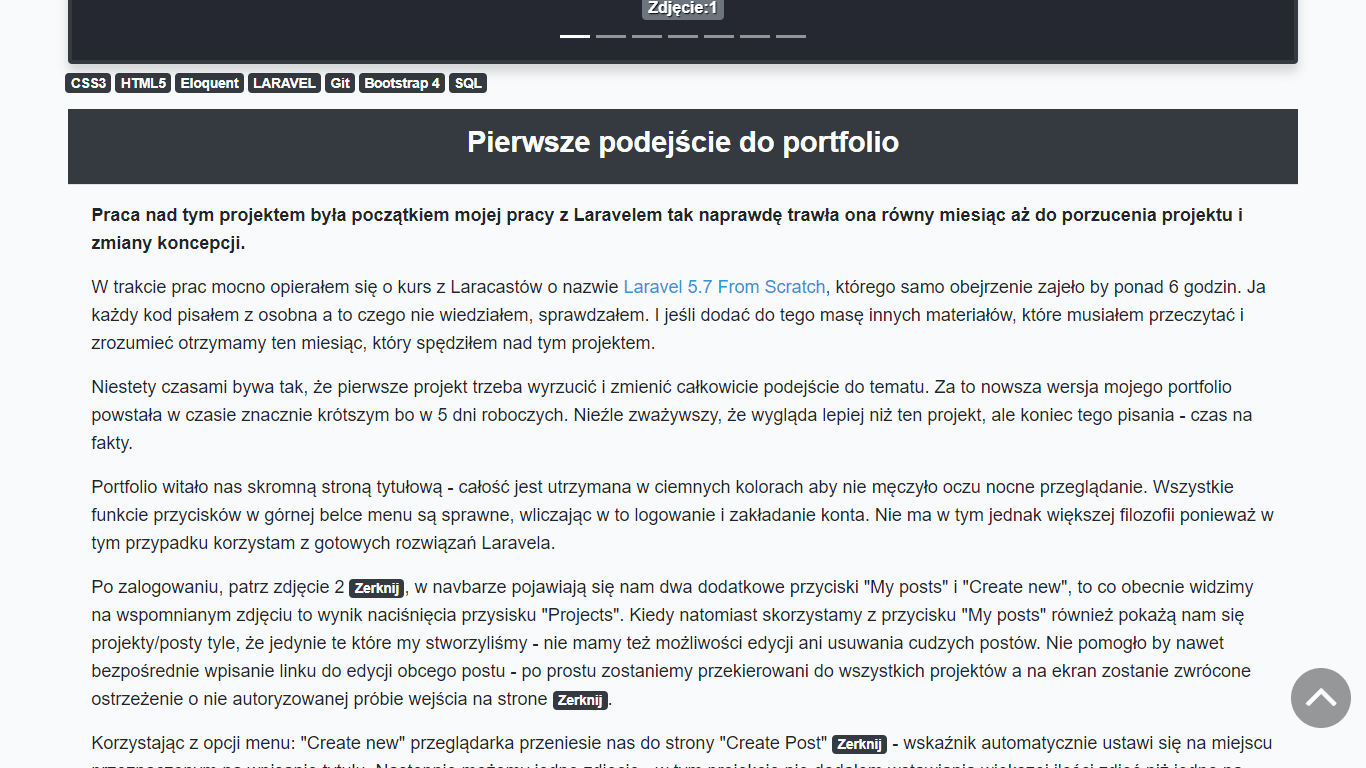 Zdjęcie:1
CSS3 HTML5 Eloquent LARAVEL Git Bootstrap 4 SQL
Pierwsze podejście do portfolio
Praca nad tym projektem była początkiem mojej pracy z Laravelem tak naprawdę trawła ona równy miesiąc aż do porzucenia projektu i
zmiany koncepcji.
W trakcie prac mocno opierałem się o kurs z Laracastów o nazwie Laravel 5.7 From Scratch, którego samo obejrzenie zajeło by ponad 6 godzin. Ja
każdy kod pisałem z osobna a to czego nie wiedziałem, sprawdzałem. I jeśli dodać do tego masę innych materiałów, które musiałem przeczytać i
zrozumieć otrzymamy ten miesiąc, który spędziłem nad tym projektem.
Niestety czasami bywa tak, że pierwsze projekt trzeba wyrzucić i zmienić całkowicie podejście do tematu. Za to nowsza wersja mojego portfolio
powstała w czasie znacznie krótszym bo w 5 dni roboczych. Nieźle zważywszy, że wygląda lepiej niż ten projekt, ale koniec tego pisania - czas na
fakty.
Portfolio witało nas skromną stroną tytułową - całość jest utrzymana w ciemnych kolorach aby nie męczyło oczu nocne przeglądanie. Wszystkie
funkcie przycisków w górnej belce menu są sprawne, wliczając w to logowanie i zakładanie konta. Nie ma w tym jednak większej filozofii ponieważ w
tym przypadku korzystam z gotowych rozwiązań Laravela.
Po zalogowaniu, patrz zdjęcie 2 Zerknij, w navbarze pojawiają się nam dwa dodatkowe przyciski "My posts" i "Create new", to co obecnie widzimy
na wspomnianym zdjęciu to wynik naciśnięcia przysisku "Projects". Kiedy natomiast skorzystamy z przycisku "My posts" również pokażą nam się
projekty/posty tyle, że jedynie te które my stworzyliśmy - nie mamy też możliwości edycji ani usuwania cudzych postów. Nie pomogło by nawet
bezpośrednie wpisanie linku do edycji obcego postu - po prostu zostaniemy przekierowani do wszystkich projektów a na ekran zostanie zwrócone
ostrzeżenie o nie autoryzowanej próbie wejścia na strone Zerknij.
Korzystając z opcji menu: "Create new" przeglądarka przeniesie nas do strony "Create Post" Zerknij - wskaźnik automatycznie ustawi się na miejscu